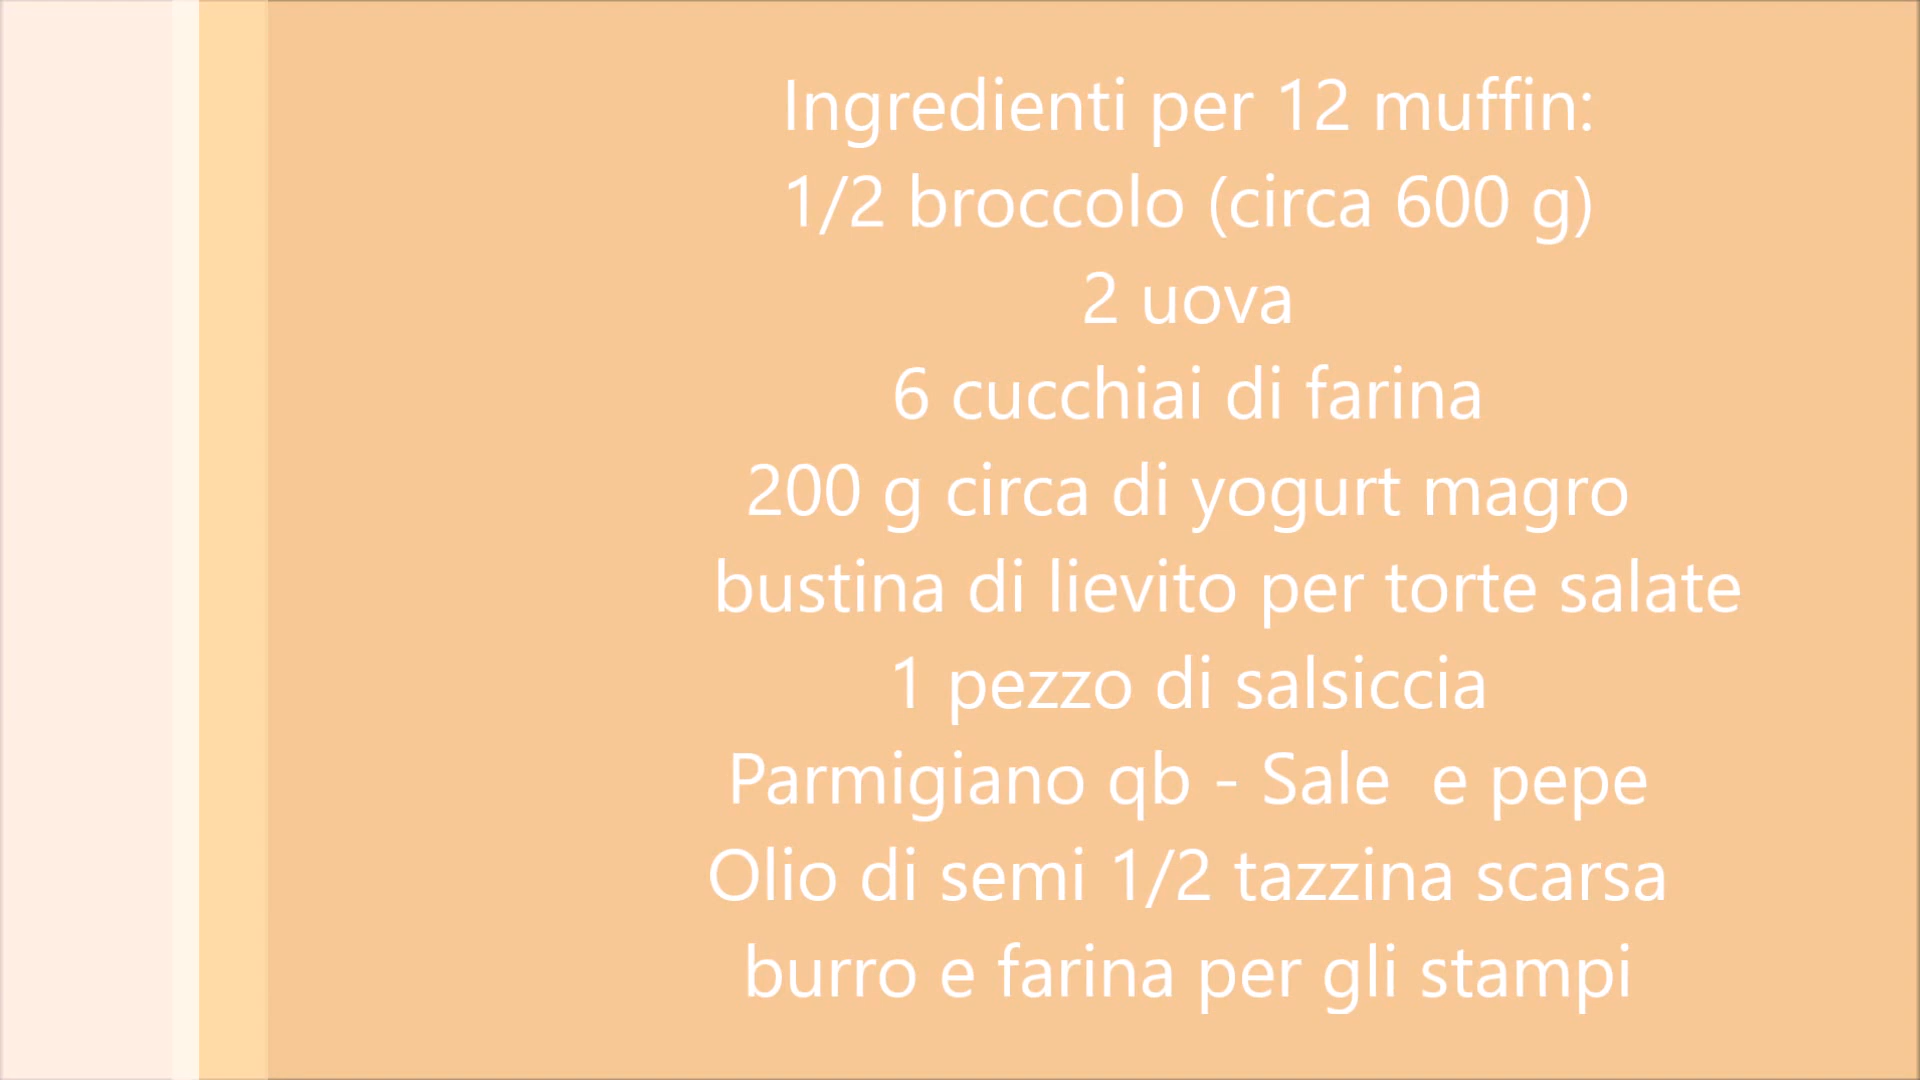 Ingredienti per 12 muffin:
1/2 broccolo (circa 600 g)
2 uova
6 cucchiai di farina
200 g circa di yogurt magro
bustina di lievito per torte salate
1 pezzo di salsiccia
Parmigiano qb - Sale  e pepe
Olio di semi 1/2 tazzina scarsa
burro e farina per gli stampi